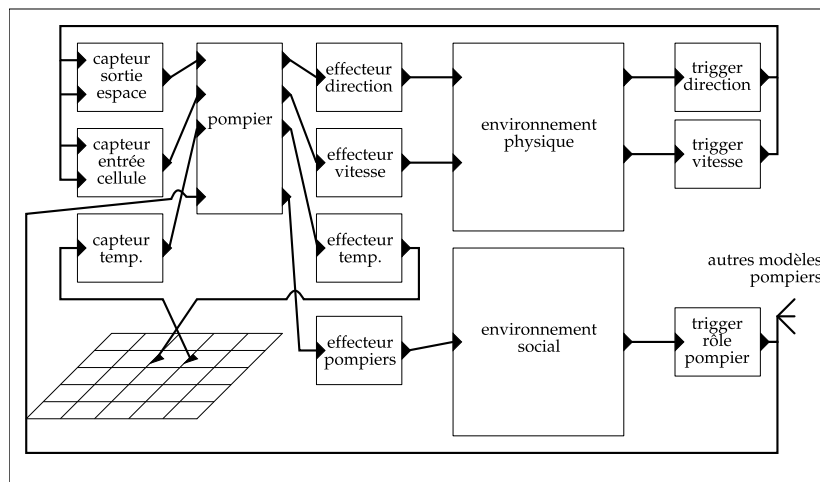 capteur
sortie
espace
pompier
effecteur
direction
environnement
physique
trigger
direction
capteur
entrée
cellule
effecteur
vitesse
trigger
vitesse
capteur
temp.
effecteur
temp.
autres modèles
pompiers
effecteur
pompiers
environnement
social
trigger
rôle
pompier